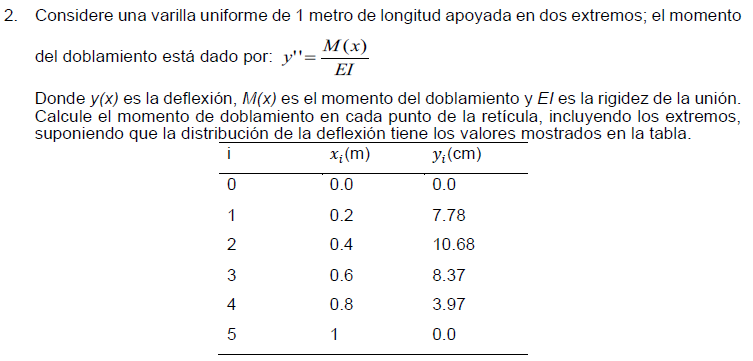 2. Considere una varilla uniforme de 1 metro de longitud apoyada en dos extremos; el momento
del doblamiento está dado por: y''= M(x)/EI
Donde y(x) es la deflexión, M(x) es el momento del doblamiento y EI es la rigidez de la unión.
Calcule el momento de doblamiento en cada punto de la retícula, incluyendo los extremos,
suponiendo que la distribución de la deflexión tiene los valores mostrados en la tabla.
i xi(m) yi(cm)
0 0.0 0.0
1 0.2 7.78
2 0.4 10.68
3 0.6 8.37
4 0.8 3.97
5 1 0.0